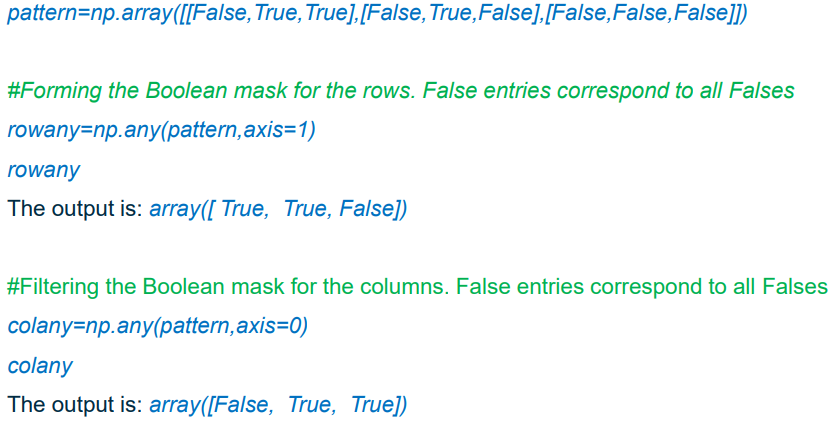 pattern=np.array([[False,True,True],[False,True,False],[False,False,False]])
#Forming the Boolean mask for the rows. False entries correspond to all Falses
rowany=np.any(pattern,axis=1)
rowany
The output is: array([ True,  True, False])
#Filtering the Boolean mask for the columns. False entries correspond to all Falses
colany=np.any(pattern,axis=0)
colany
The output is: array([False,  True,  True])